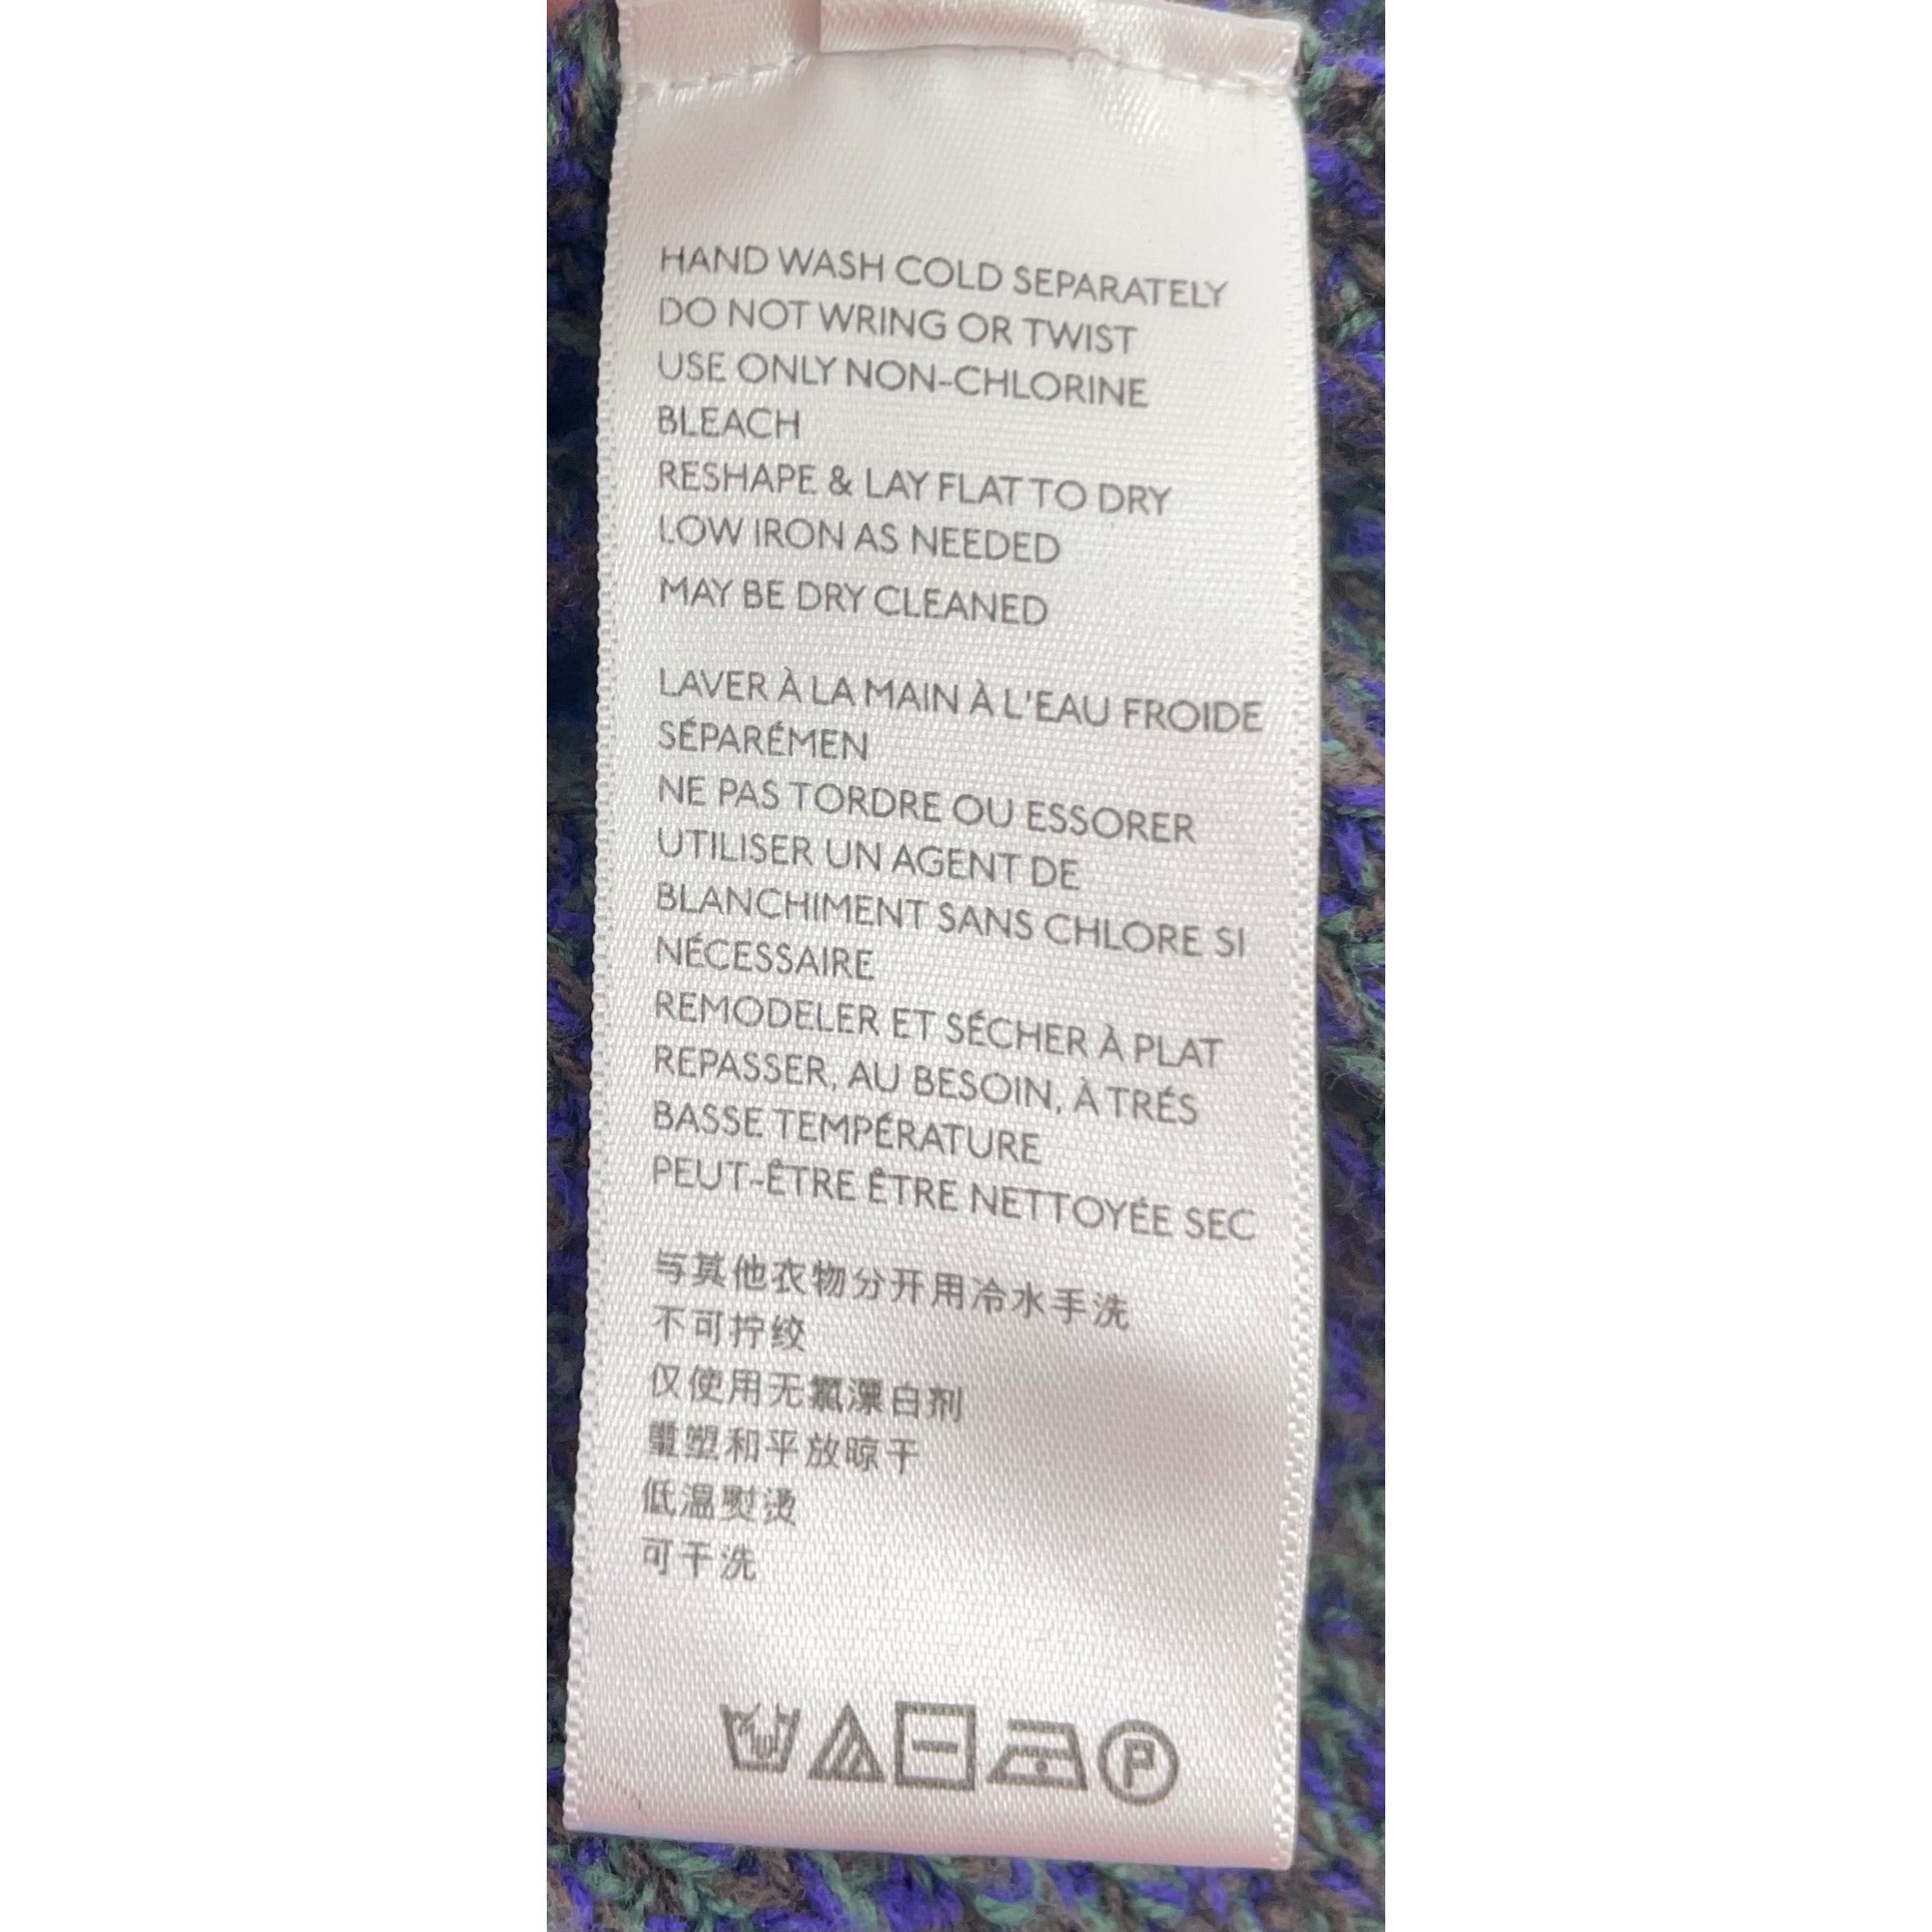 HAND WASH COLD SEPARATELY
DO NOT WRING OR TWIST
USE ONLY NON-CHLORINE
BLEACH
RESHAPE & LAY FLAT TO DRY
LOW IRON AS NEEDED
MAY BE DRY CLEANED
LAVER À LA MAIN À L'EAU FROIDE
SÉPARÉMEN
NE PAS TORDRE OU ESSORER
UTILISER UN AGENT DE
BLANCHIMENT SANS CHLORE SI
NÉCESSAIRE
REMODELER ET SÉCHER À PLAT
REPASSER, AU BESOIN, À TRÉS
BASSE TEMPÉRATURE
PEUT-ÊTRE ÊTRE NETTOYÉE SEC
与其他衣物分开用冷水手洗
不可拧绞
仅使用无氯漂白剂
重塑和平放晾干
低温熨烫
可干洗
P